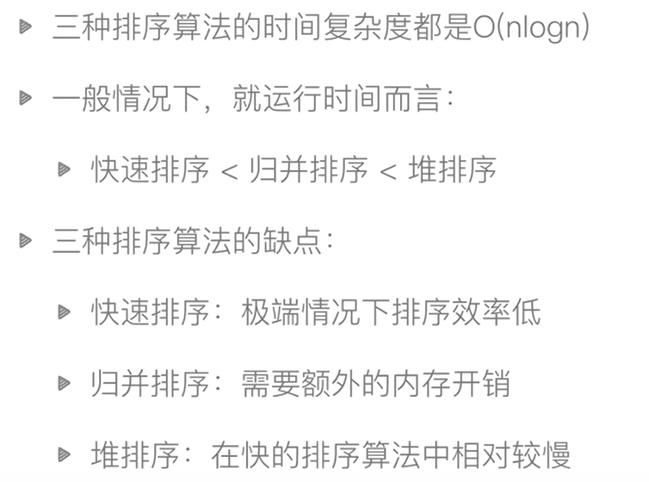 三种排序算法的时间复杂度都是O(nlogn)
一般情况下，就运行时间而言：
快速排序 < 归并排序 < 堆排序
三种排序算法的缺点：
快速排序：极端情况下排序效率低
归并排序：需要额外的内存开销
堆排序：在快的排序算法中相对较慢